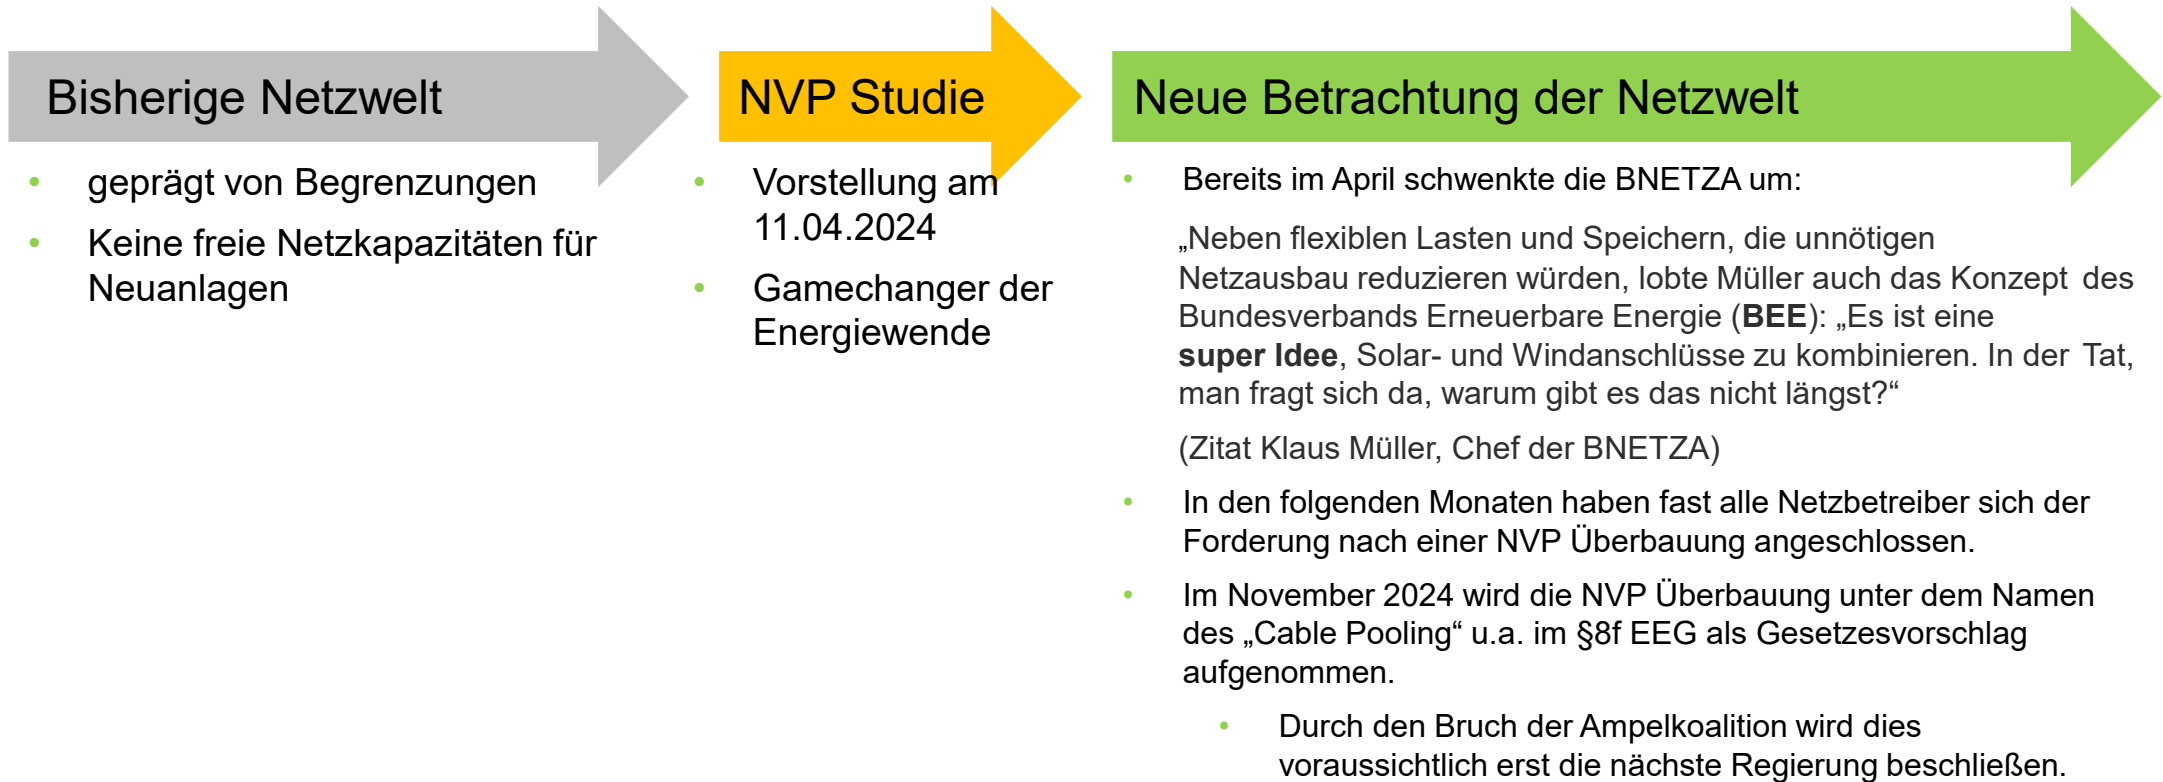 Bisherige Netzwelt
geprägt von Begrenzungen
Keine freie Netzkapazitäten für
Neuanlagen
NVP Studie
Vorstellung am
11.04.2024
Gamechanger der
Energiewende
Neue Betrachtung der Netzwelt
Bereits im April schwenkte die BNETZA um:
„Neben flexiblen Lasten und Speichern, die unnötigen
Netzausbau reduzieren würden, lobte Müller auch das Konzept des
Bundesverbands Erneuerbare Energie (BEE): „Es ist eine
super Idee, Solar- und Windanschlüsse zu kombinieren. In der Tat,
man fragt sich da, warum gibt es das nicht längst?“
(Zitat Klaus Müller, Chef der BNETZA)
In den folgenden Monaten haben fast alle Netzbetreiber sich der
Forderung nach einer NVP Überbauung angeschlossen.
Im November 2024 wird die NVP Überbauung unter dem Namen
des „Cable Pooling“ u.a. im §8f EEG als Gesetzesvorschlag
aufgenommen.
Durch den Bruch der Ampelkoalition wird dies
voraussichtlich erst die nächste Regierung beschließen.